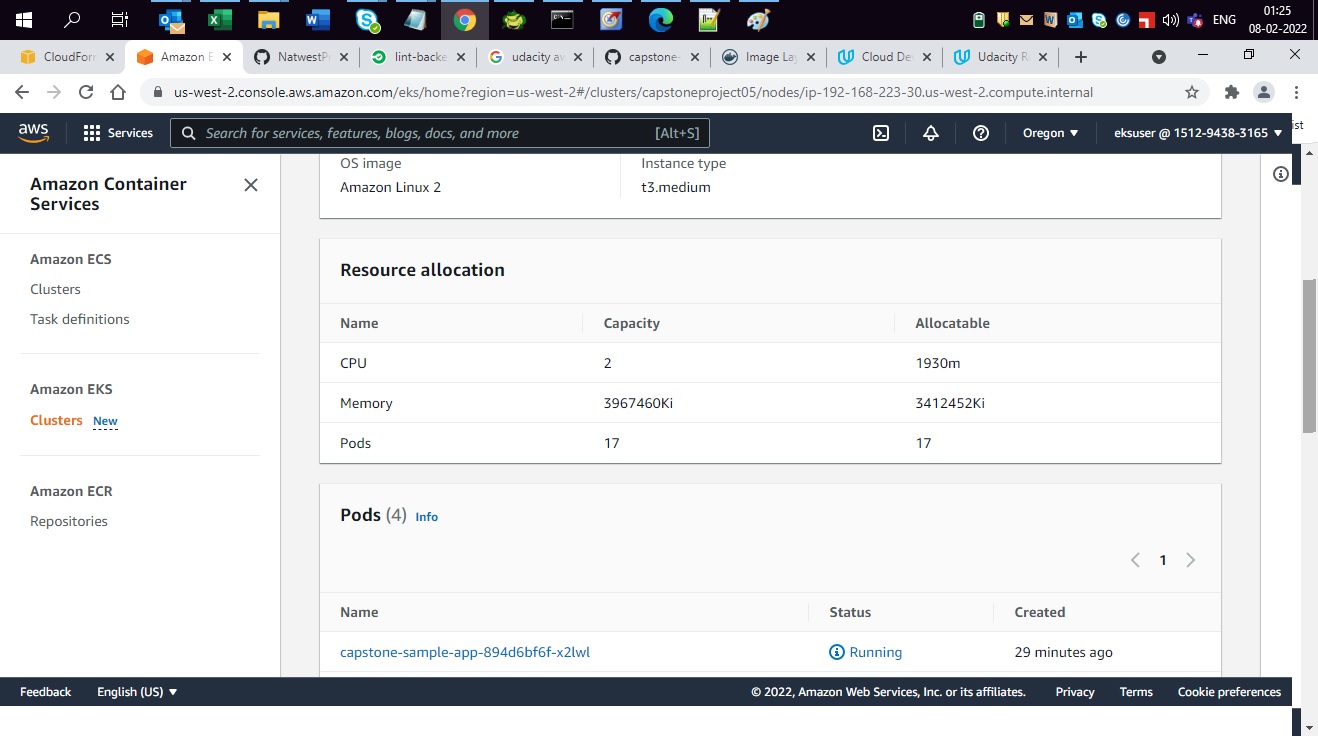 ENG
01:25
08-02-2022
CloudForm
Amazon E
NatwestPr
lint-backe
udacity aw
capstone-
Image Lay
Cloud Dev
Udacity R
us-west-2.console.aws.amazon.com/eks/home?region=us-west-2#/clusters/capstoneproject05/nodes/ip-192-168-223-30.us-west-2.compute.internal
aws
Services
Search for services, features, blogs, docs, and more
[Alt+S]
Oregon
eksuser @ 1512-9438-3165
ist
Amazon Container
Services
Amazon ECS
Clusters
Task definitions
Amazon EKS
Clusters New
Amazon ECR
Repositories
OS image
Amazon Linux 2
Instance type
t3.medium
Resource allocation
Name Capacity Allocatable
CPU 2 1930m
Memory 3967460Ki 3412452Ki
Pods 17 17
Pods (4) Info
1
Name Status Created
capstone-sample-app-894d6bf6f-x2lwl Running 29 minutes ago
Feedback English (US) © 2022, Amazon Web Services, Inc. or its affiliates. Privacy Terms Cookie preferences